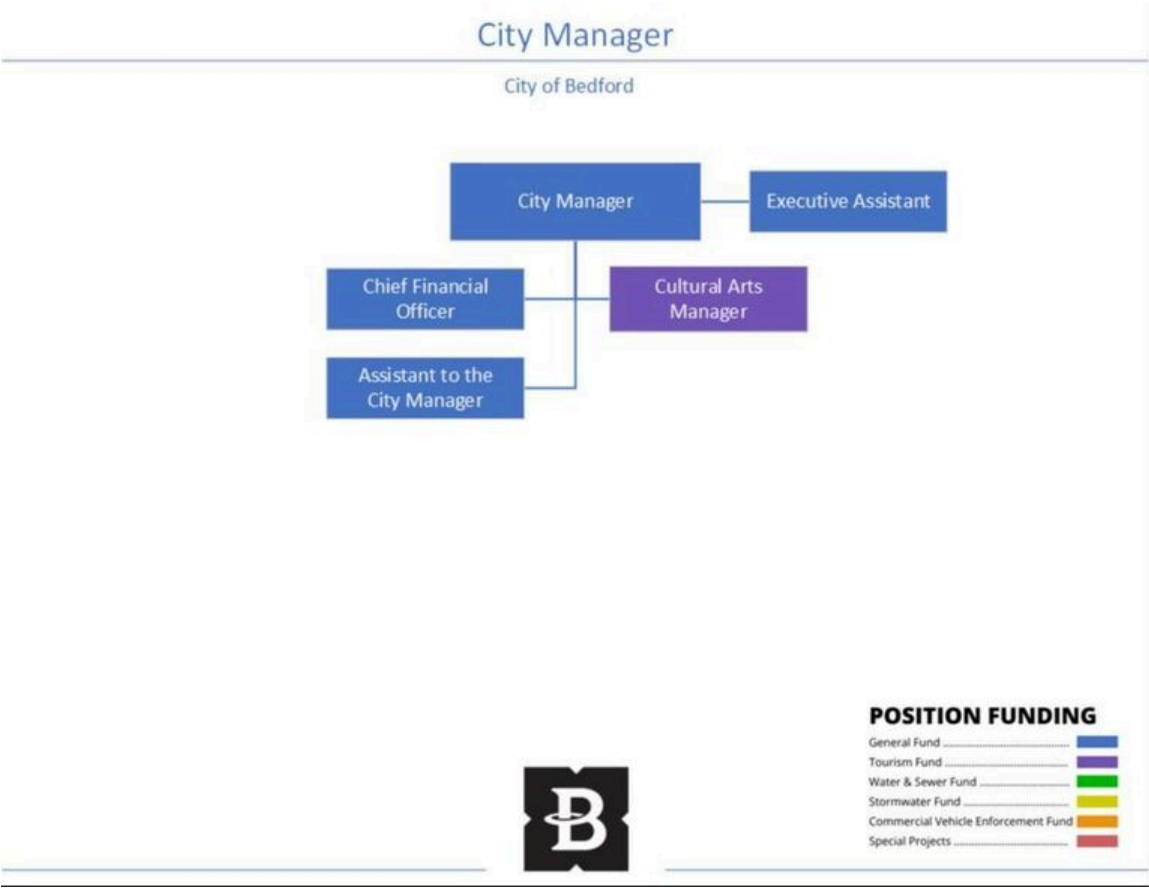 City Manager
City of Bedford
City Manager
Executive Assistant
Chief Financial
Officer
Cultural Arts
Manager
Assistant to the
City Manager
POSITION FUNDING
General Fund
Tourism Fund
Water & Sewer Fund
Stormwater Fund
Commercial Vehicle Enforcement Fund
Special Projects
B